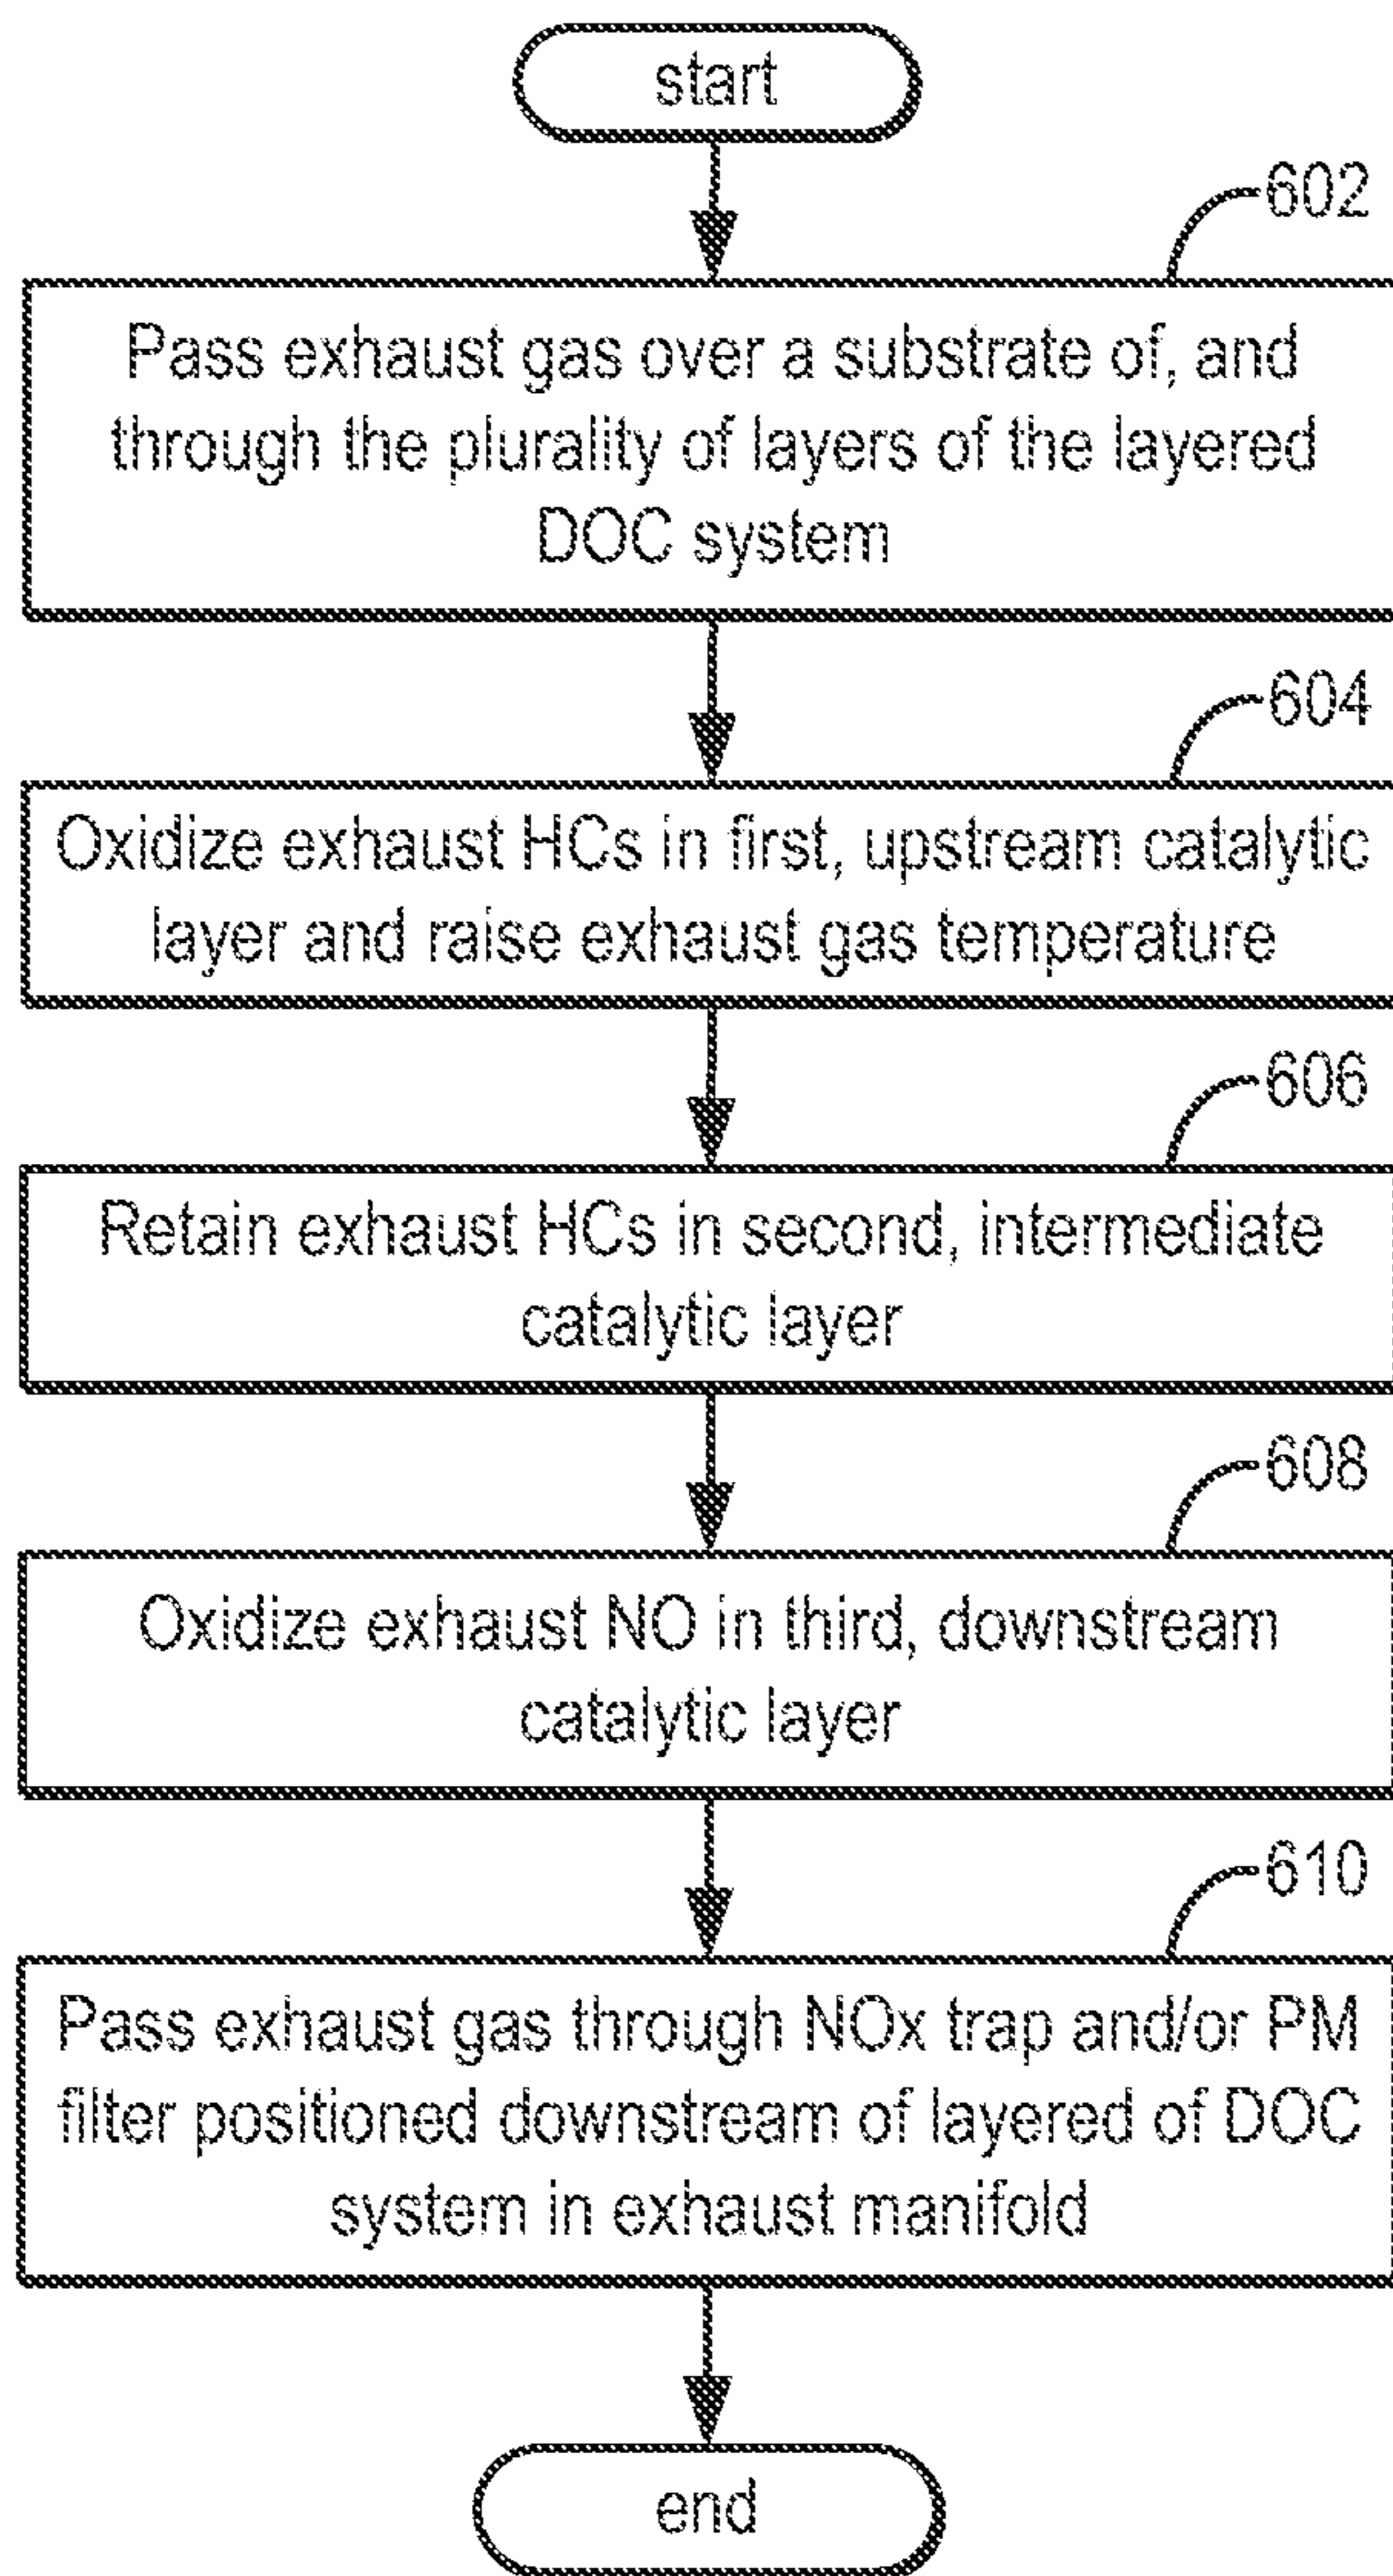 start
602
Pass exhaust gas over a substrate of, and
through the plurality of layers of the layered
DOC system
604
Oxidize exhaust HCs in first, upstream catalytic
layer and raise exhaust gas temperature
606
Retain exhaust HCs in second, intermediate
catalytic layer
608
Oxidize exhaust NO in third, downstream
catalytic layer
610
Pass exhaust gas through NOx trap and/or PM
filter positioned downstream of layered of DOC
system in exhaust manifold
end